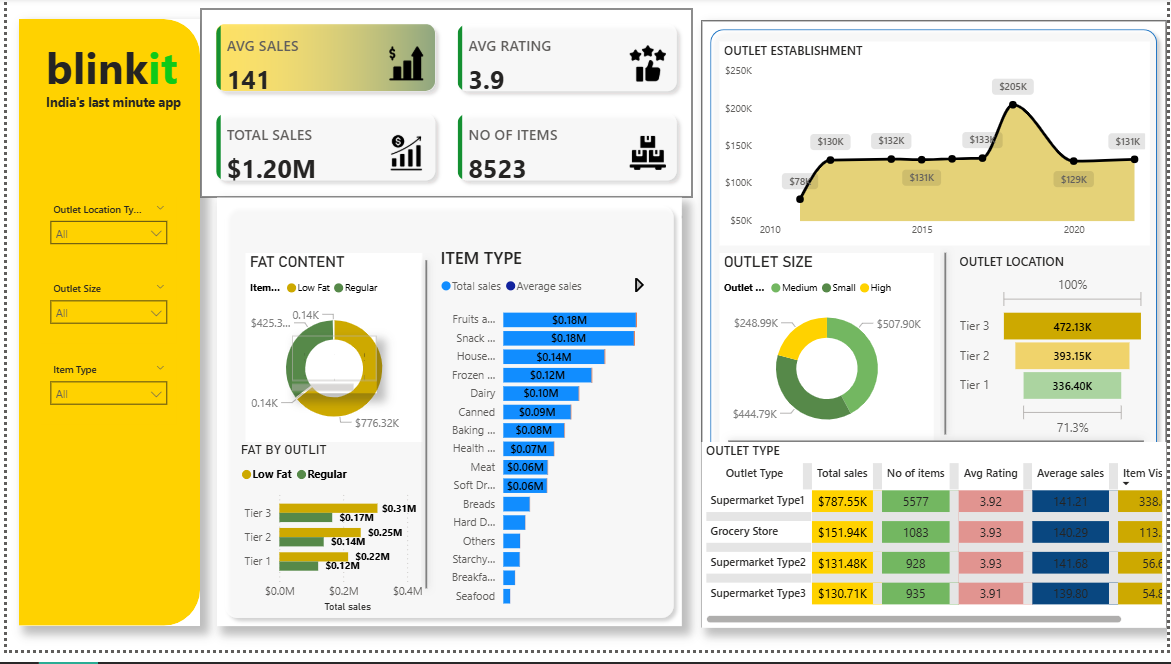 blinkit
India's last minute app
Outlet Location Ty...
All
Outlet Size
All
Item Type
All
AVG SALES
141
AVG RATING
3.9
TOTAL SALES
$1.20M
NO OF ITEMS
8523
FAT CONTENT
Item... Low Fat Regular
0.14K
$425.3...
0.14K
$776.32K
FAT BY OUTLIT
Low Fat Regular
Tier 3 $0.31M
$0.17M
Tier 2 $0.25M
$0.14M
Tier 1 $0.22M
$0.12M
$0.0M $0.2M $0.4M
Total sales
ITEM TYPE
Total sales Average sales
Fruits a... $0.18M
Snack ... $0.18M
House... $0.14M
Frozen ... $0.12M
Dairy $0.10M
Canned $0.09M
Baking ... $0.08M
Health ... $0.07M
Meat $0.06M
Soft Dr... $0.06M
Breads
Hard D...
Others
Starchy...
Breakfa...
Seafood
OUTLET ESTABLISHMENT
$250K
$200K
$150K
$100K
$50K
$78K
$130K
$132K
$131K
$133K
$205K
$129K
$131K
2010 2015 2020
OUTLET SIZE
Outlet ... Medium Small High
$248.99K
$507.90K
$444.79K
OUTLET LOCATION
100%
Tier 3 472.13K
Tier 2 393.15K
Tier 1 336.40K
71.3%
OUTLET TYPE
Outlet Type Total sales No of items Avg Rating Average sales Item Vis
Supermarket Type1 $787.55K 5577 3.92 141.21 338.
Grocery Store $151.94K 1083 3.93 140.29 113.
Supermarket Type2 $131.48K 928 3.93 141.68 56.6
Supermarket Type3 $130.71K 935 3.91 139.80 54.8